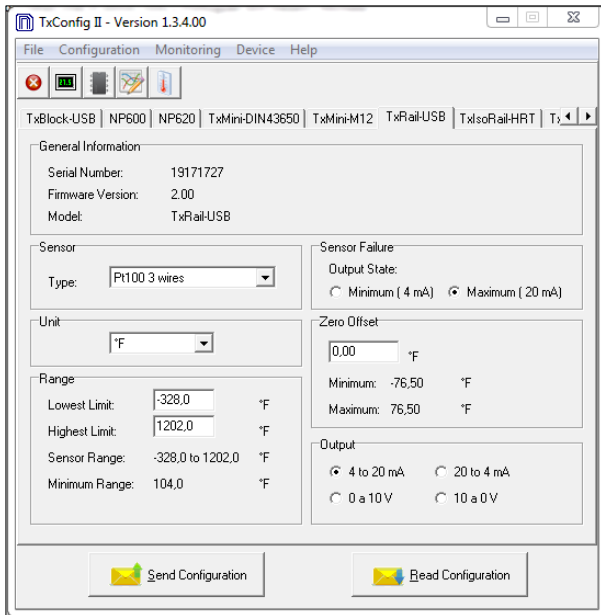 TxConfig II - Version 1.3.4.00
File Configuration Monitoring Device Help
TxBlock-USB NP600 NP620 TxMini-DIN43650 TxMini-M12 TxRail-USB TxIsoRail-HRT
General Information
Serial Number: 19171727
Firmware Version: 2.00
Model: TxRail-USB
Sensor
Type: Pt100 3 wires
Unit
°F
Range
Lowest Limit: -328,0 °F
Highest Limit: 1202,0 °F
Sensor Range: -328,0 to 1202,0 °F
Minimum Range: 104,0 °F
Sensor Failure
Output State:
Minimum ( 4 mA) Maximum ( 20 mA)
Zero Offset
0,00 °F
Minimum: -76,50 °F
Maximum: 76,50 °F
Output
4 to 20 mA 20 to 4 mA
0 a 10 V 10 a 0 V
Send Configuration Read Configuration